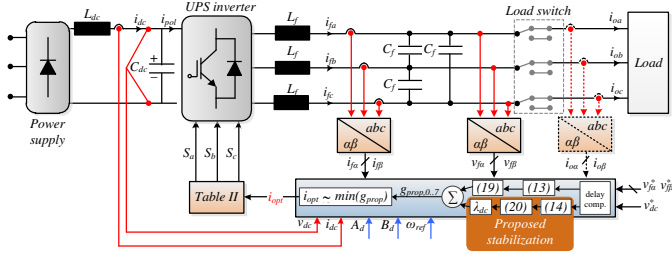 L_dc i_dc i_pol UPS inverter L_f i_fa Load switch i_oa
C_dc + − L_f i_fb C_f C_f i_ob Load
L_f i_fc C_f i_oc
Power supply
S_a S_b S_c
abc αβ abc αβ abc αβ
i_fα i_fβ v_fα v_fβ i_oα i_oβ
Table II i_opt i_opt ~ min(g_prop) g_prop,0..7 Σ (19) (13) delay comp. v*_fα v*_fβ
i_dc (20) (14) v*_dc
v_dc i_dc A_d B_d ω_ref Proposed stabilization